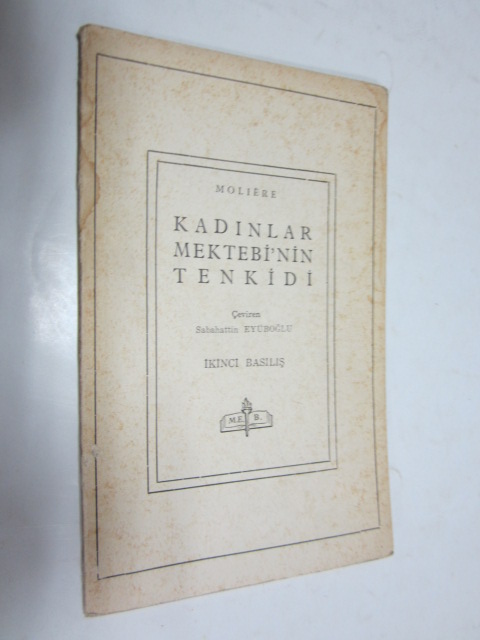 MOLIÈRE
KADINLAR
MEKTEBİ'NİN
TENKİDİ
Çeviren
Sabahattin EYÜBOĞLU
İKİNCİ BASILIŞ
M.E. B.